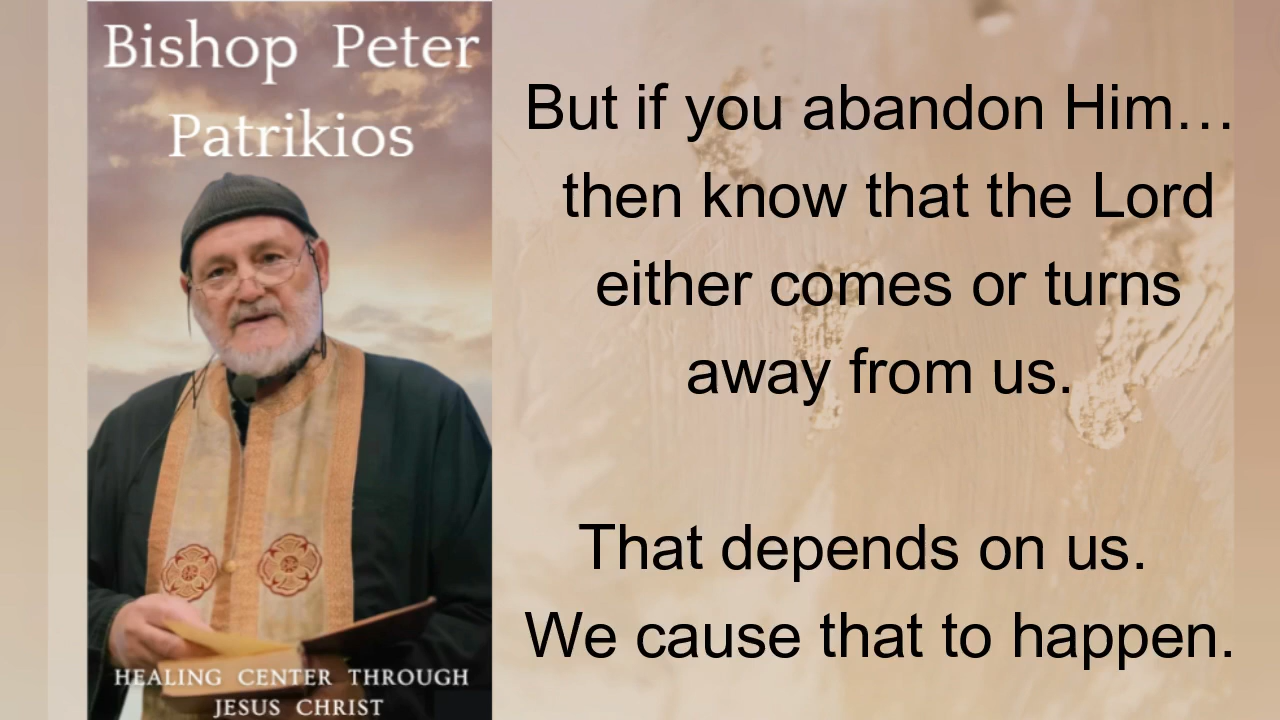 Bishop Peter
Patrikios
HEALING CENTER THROUGH
JESUS CHRIST
But if you abandon Him…
then know that the Lord
either comes or turns
away from us.
That depends on us.
We cause that to happen.